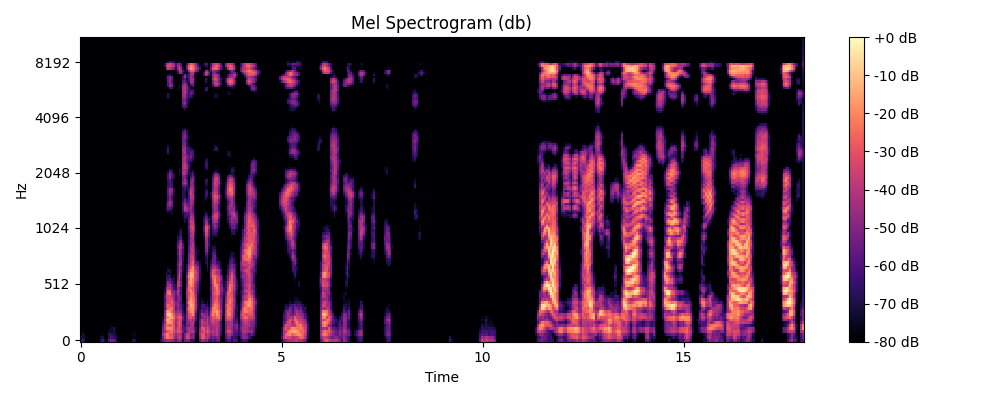 Mel Spectrogram (db)
8192
4096
2048
1024
512
0
Hz
0 5 10 15
Time
+0 dB
-10 dB
-20 dB
-30 dB
-40 dB
-50 dB
-60 dB
-70 dB
-80 dB